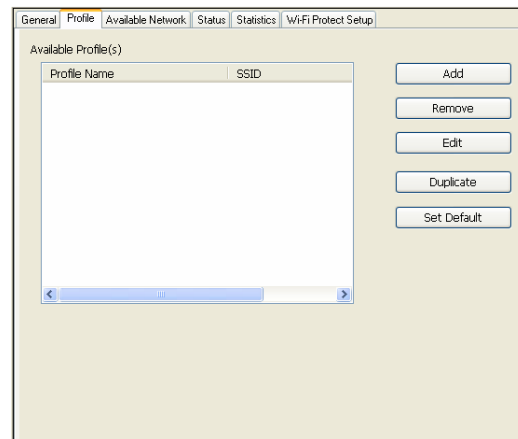 General Profile Available Network Status Statistics Wi-Fi Protect Setup
Available Profile(s)
Profile Name SSID
Add
Remove
Edit
Duplicate
Set Default